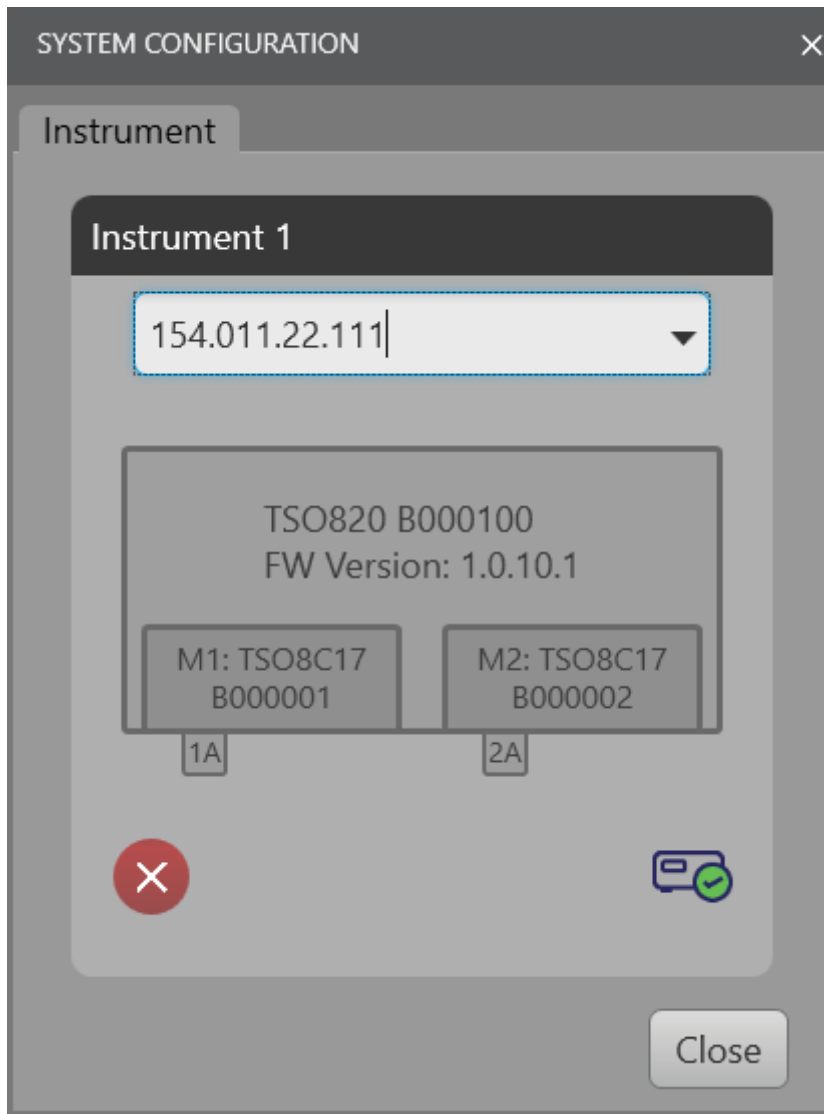 SYSTEM CONFIGURATION
Instrument
Instrument 1
154.011.22.111
TSO820 B000100
FW Version: 1.0.10.1
M1: TSO8C17
B000001
M2: TSO8C17
B000002
1A
2A
Close